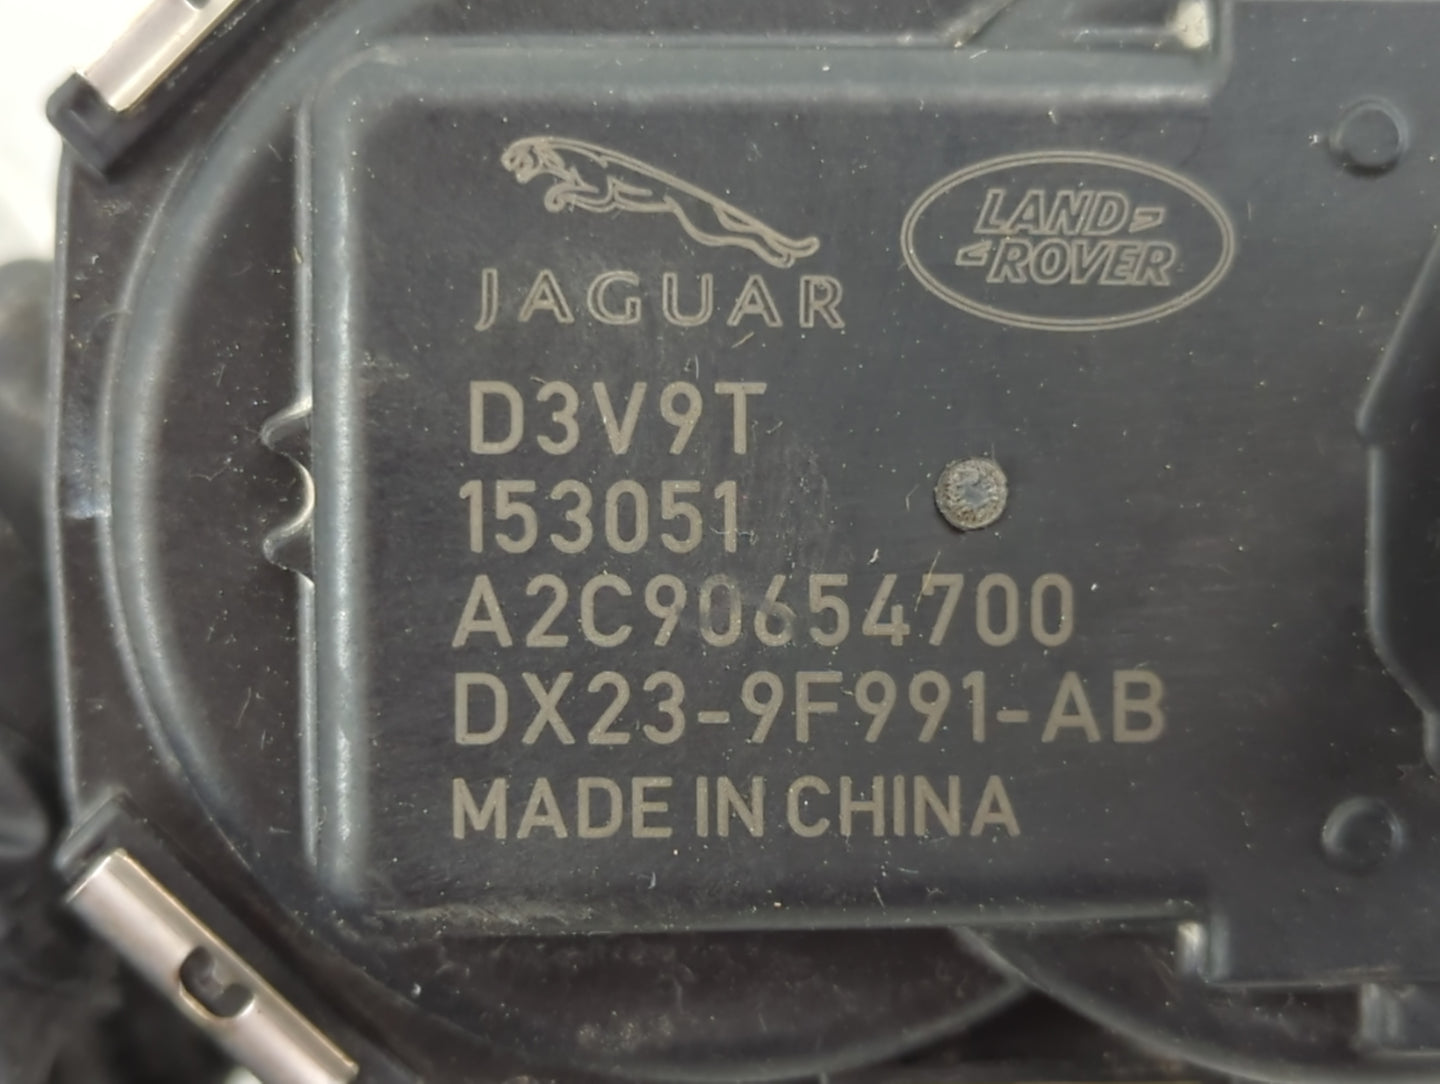 JAGUAR
LAND
ROVER
D3V9T
153051
A2C90654700
DX23-9F991-AB
MADE IN CHINA